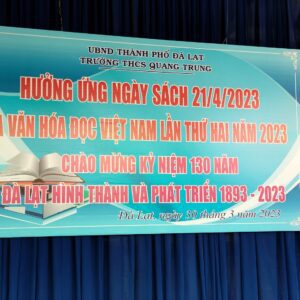 UBND THÀNH PHỐ ĐÀ LẠT
TRƯỜNG THCS QUANG TRUNG
HƯỞNG ỨNG NGÀY SÁCH 21/4/2023
VĂN HÓA ĐỌC VIỆT NAM LẦN THỨ HAI NĂM 2023
CHÀO MỪNG KỶ NIỆM 130 NĂM
ĐÀ LẠT HÌNH THÀNH VÀ PHÁT TRIỂN 1893 - 2023
Đà Lạt, ngày 30 tháng 3 năm 2023